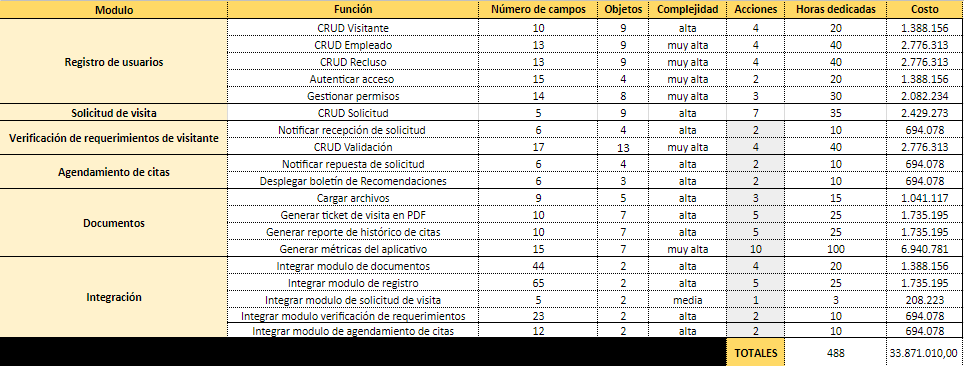 Modulo Función Número de campos Objetos Complejidad Acciones Horas dedicadas Costo
Registro de usuarios
CRUD Visitante 10 9 alta 4 20 1.388.156
CRUD Empleado 13 9 muy alta 4 40 2.776.313
CRUD Recluso 13 9 muy alta 4 40 2.776.313
Autenticar acceso 15 4 muy alta 2 20 1.388.156
Gestionar permisos 14 8 muy alta 3 30 2.082.234
Solicitud de visita CRUD Solicitud 5 9 alta 7 35 2.429.273
Verificación de requerimientos de visitante
Notificar recepción de solicitud 6 4 alta 2 10 694.078
CRUD Validación 17 13 muy alta 4 40 2.776.313
Agendamiento de citas
Notificar repuesta de solicitud 6 4 alta 2 10 694.078
Desplegar boletín de Recomendaciones 6 3 alta 2 10 694.078
Documentos
Cargar archivos 9 5 alta 3 15 1.041.117
Generar ticket de visita en PDF 10 7 alta 5 25 1.735.195
Generar reporte de histórico de citas 10 7 alta 5 25 1.735.195
Generar métricas del aplicativo 15 7 muy alta 10 100 6.940.781
Integración
Integrar modulo de documentos 44 2 alta 4 20 1.388.156
Integrar modulo de registro 65 2 alta 5 25 1.735.195
Integrar modulo de solicitud de visita 5 2 media 1 3 208.223
Integrar modulo verificación de requerimientos 23 2 alta 2 10 694.078
Integrar modulo de agendamiento de citas 12 2 alta 2 10 694.078
TOTALES 488 33.871.010,00